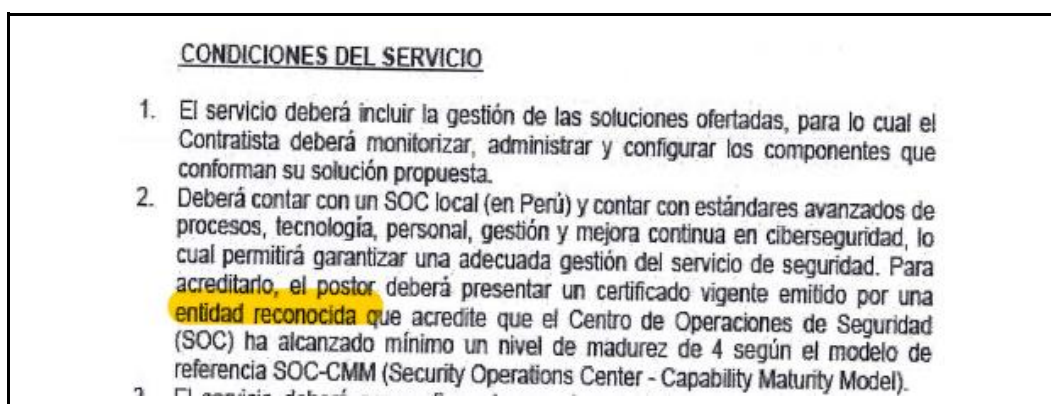 CONDICIONES DEL SERVICIO
1. El servicio deberá incluir la gestión de las soluciones ofertadas, para lo cual el
Contratista deberá monitorizar, administrar y configurar los componentes que
conforman su solución propuesta.
2. Deberá contar con un SOC local (en Perú) y contar con estándares avanzados de
procesos, tecnología, personal, gestión y mejora continua en ciberseguridad, lo
cual permitirá garantizar una adecuada gestión del servicio de seguridad. Para
acreditarlo, el postor deberá presentar un certificado vigente emitido por una
entidad reconocida que acredite que el Centro de Operaciones de Seguridad
(SOC) ha alcanzado mínimo un nivel de madurez de 4 según el modelo de
referencia SOC-CMM (Security Operations Center - Capability Maturity Model).